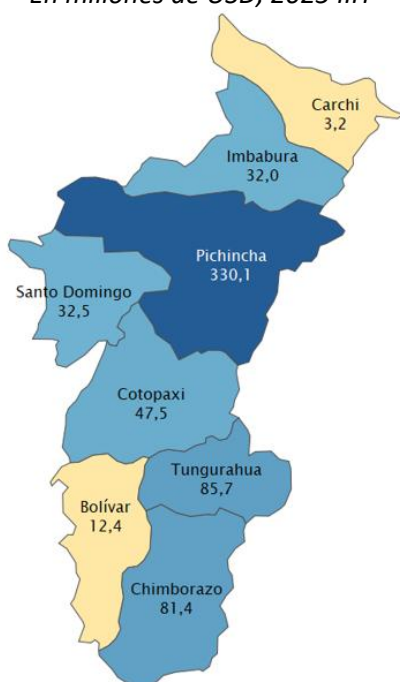 En millones de USD, 2023 III T
Carchi
3,2
Imbabura
32,0
Pichincha
330,1
Santo Domingo
32,5
Cotopaxi
47,5
Tungurahua
85,7
Bolívar
12,4
Chimborazo
81,4